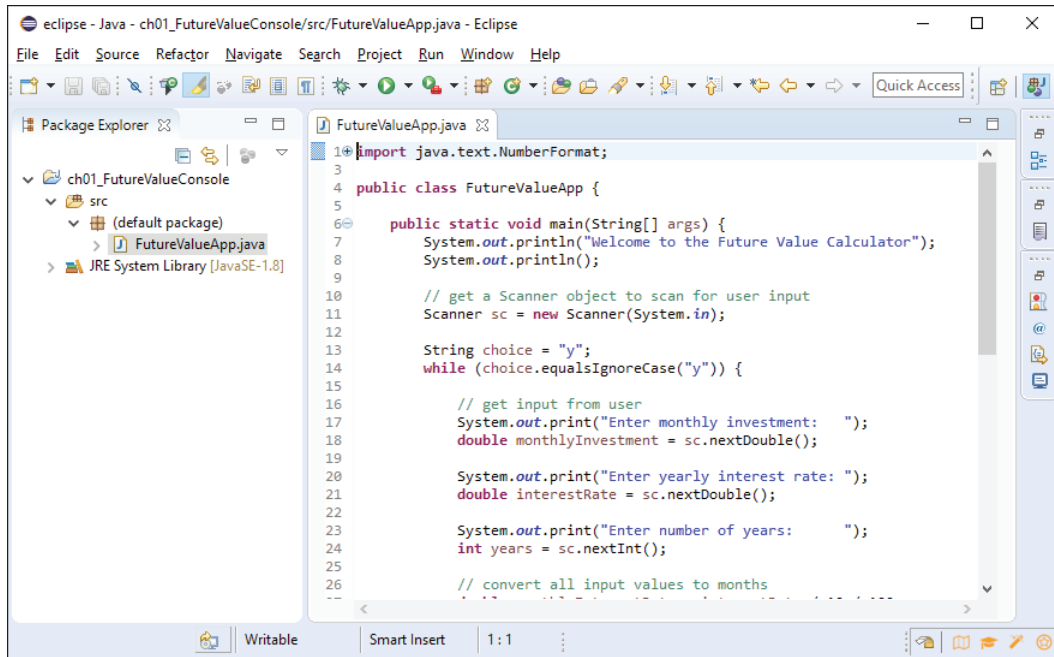 eclipse - Java - ch01_FutureValueConsole/src/FutureValueApp.java - Eclipse
File Edit Source Refactor Navigate Search Project Run Window Help
Quick Access
Package Explorer
ch01_FutureValueConsole
src
(default package)
FutureValueApp.java
JRE System Library [JavaSE-1.8]
FutureValueApp.java
1 import java.text.NumberFormat;
3
4 public class FutureValueApp {
5
6 public static void main(String[] args) {
7 System.out.println("Welcome to the Future Value Calculator");
8 System.out.println();
9
10 // get a Scanner object to scan for user input
11 Scanner sc = new Scanner(System.in);
12
13 String choice = "y";
14 while (choice.equalsIgnoreCase("y")) {
15
16 // get input from user
17 System.out.print("Enter monthly investment:   ");
18 double monthlyInvestment = sc.nextDouble();
19
20 System.out.print("Enter yearly interest rate: ");
21 double interestRate = sc.nextDouble();
22
23 System.out.print("Enter number of years:      ");
24 int years = sc.nextInt();
25
26 // convert all input values to months
Writable
Smart Insert
1 : 1